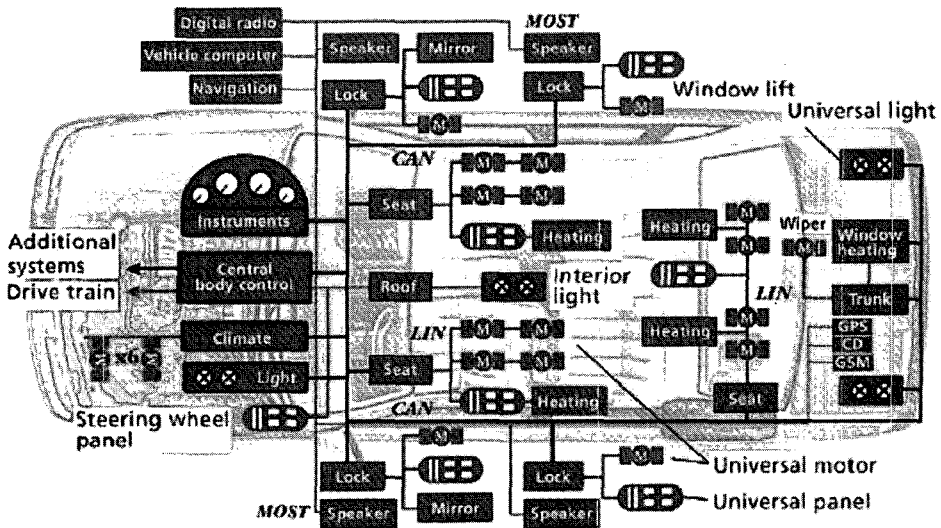 Digital radio
MOST
Speaker
Mirror
Speaker
Vehicle computer
Navigation
Lock
Lock
Window lift
M
M
Universal light
CAN
M
M
Seat
M
M
Instruments
Heating
Heating
M
M
Wiper
M
Window
heating
Additional
systems
Drive train
Central
body control
Roof
Interior
light
LIN
Trunk
Climate
LIN
M
M
Heating
M
M
GPS
CD
GSM
M
x6
M
Light
Seat
M
M
CAN
Heating
Seat
Steering wheel
panel
M
Lock
Lock
M
Universal motor
MOST
Speaker
Mirror
Speaker
Universal panel